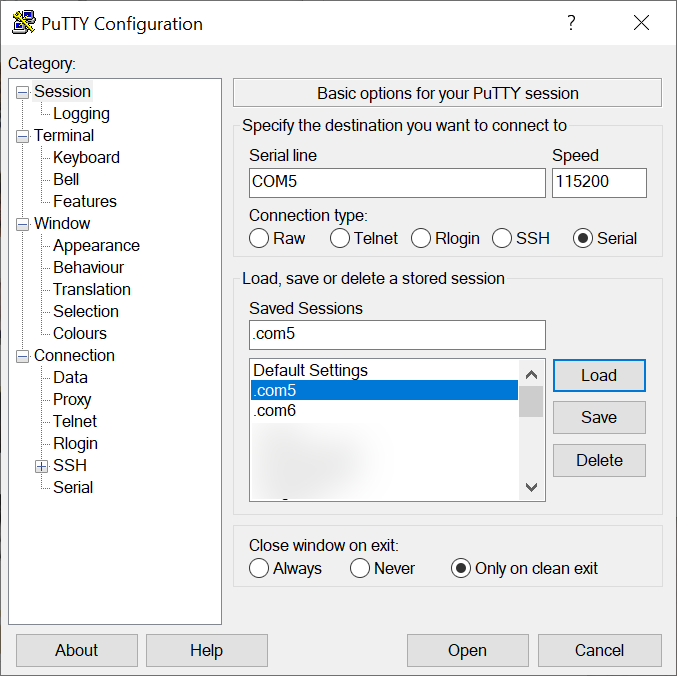 PuTTY Configuration
?
Category:
Session
Logging
Terminal
Keyboard
Bell
Features
Window
Appearance
Behaviour
Translation
Selection
Colours
Connection
Data
Proxy
Telnet
Rlogin
SSH
Serial
Basic options for your PuTTY session
Specify the destination you want to connect to
Serial line Speed
COM5 115200
Connection type:
Raw Telnet Rlogin SSH Serial
Load, save or delete a stored session
Saved Sessions
.com5
Default Settings
.com5
.com6
Load
Save
Delete
Close window on exit:
Always Never Only on clean exit
About Help Open Cancel